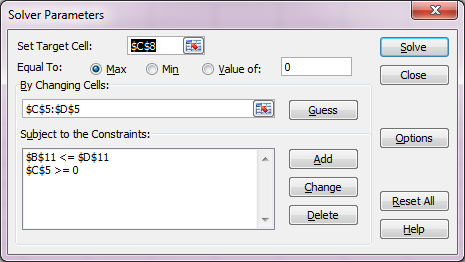 Solver Parameters
Set Target Cell: $C$8 Solve
Equal To: Max Min Value of: 0 Close
By Changing Cells:
$C$5:$D$5 Guess
Subject to the Constraints: Options
$B$11 <= $D$11 Add
$C$5 >= 0
Change
Delete Reset All
Help